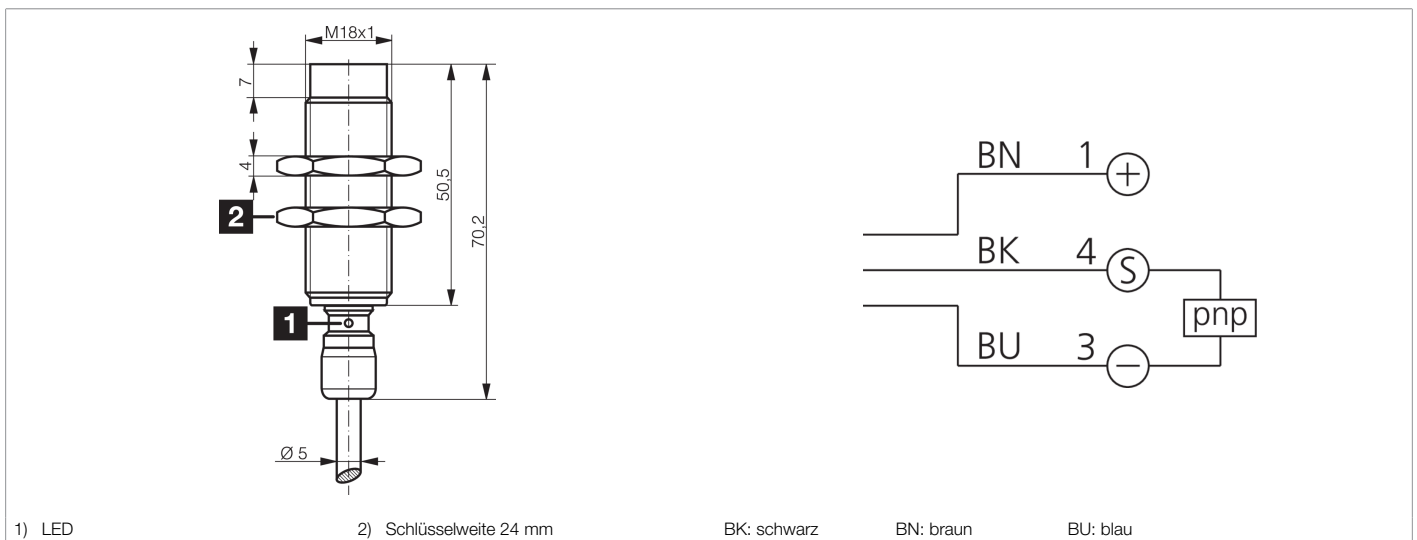 M18x1
7
4
50,5
70,2
2
1
Ø 5
BN 1 +
BK 4 S
pnp
BU 3 −
1) LED 2) Schlüsselweite 24 mm BK: schwarz BN: braun BU: blau